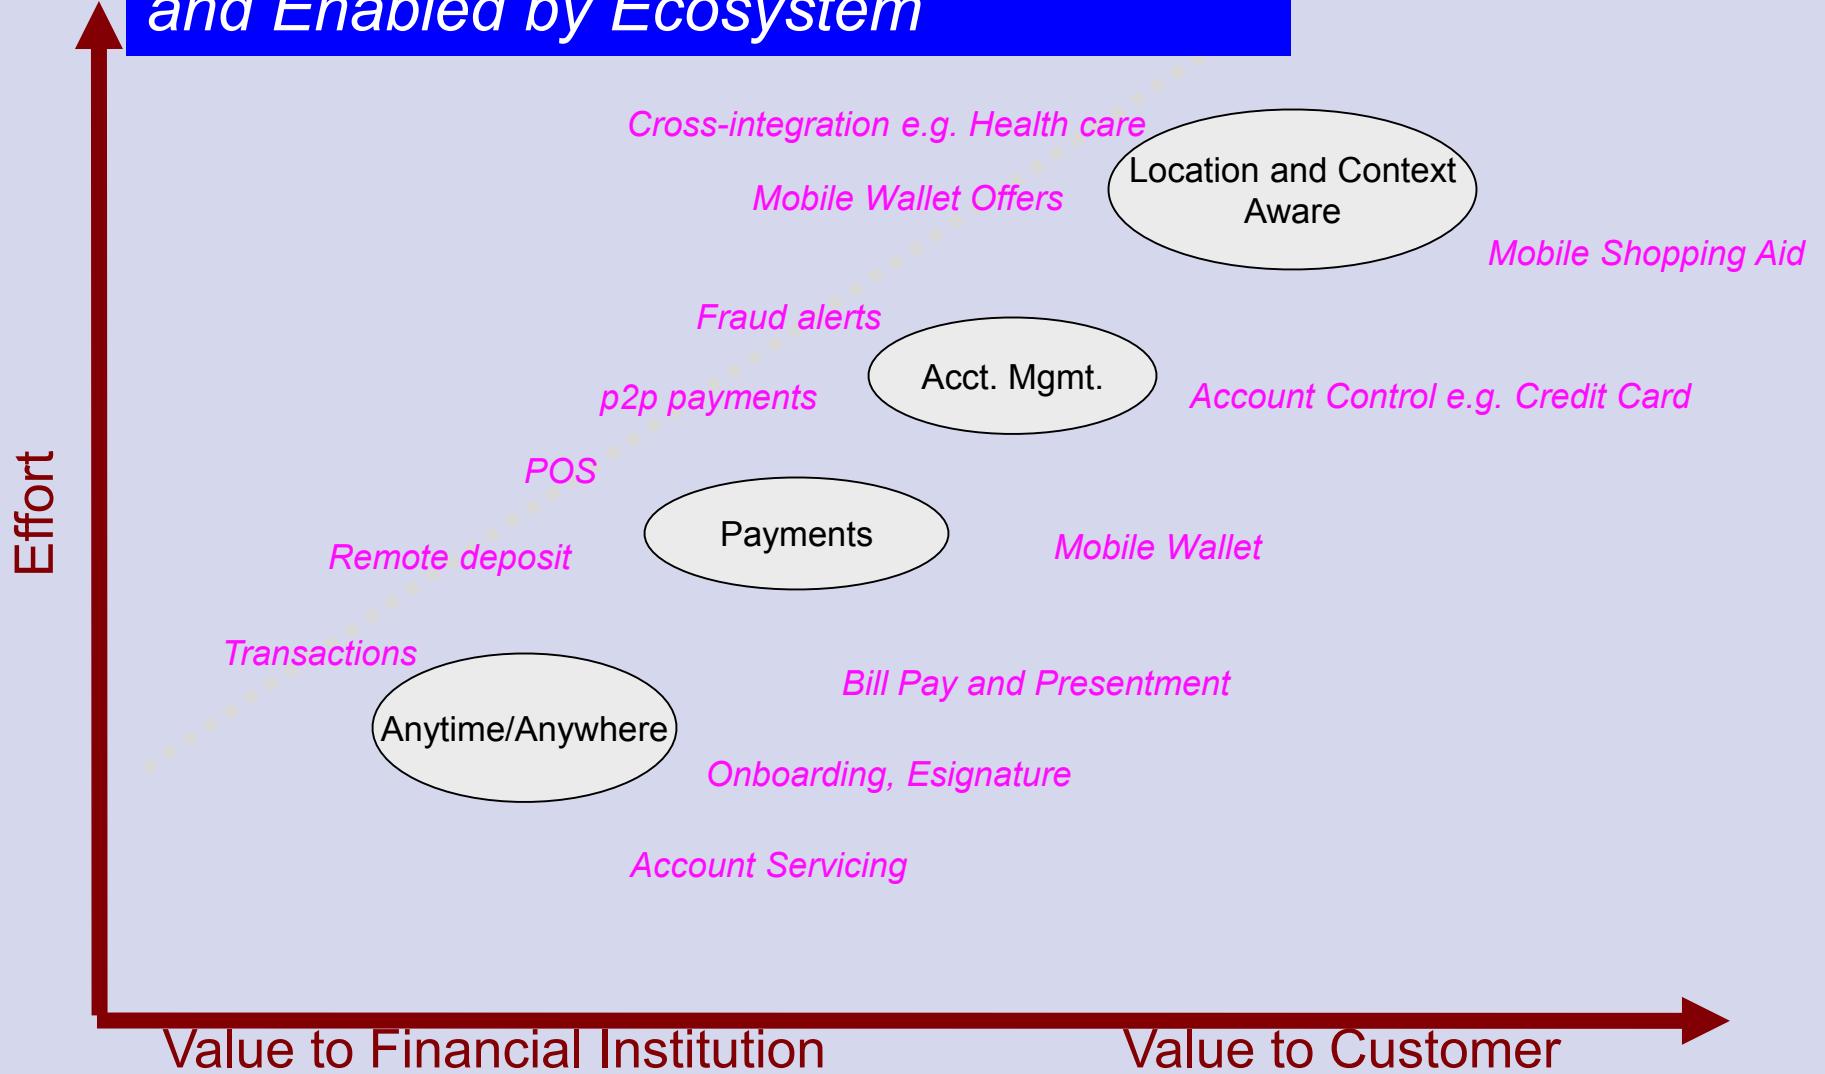 and Enabled by Ecosystem
Cross-integration e.g. Health care
Location and Context
Aware
Mobile Wallet Offers
Mobile Shopping Aid
Fraud alerts
Acct. Mgmt.
p2p payments
Account Control e.g. Credit Card
POS
Effort
Payments
Remote deposit
Mobile Wallet
Transactions
Bill Pay and Presentment
Anytime/Anywhere
Onboarding, Esignature
Account Servicing
Value to Financial Institution
Value to Customer